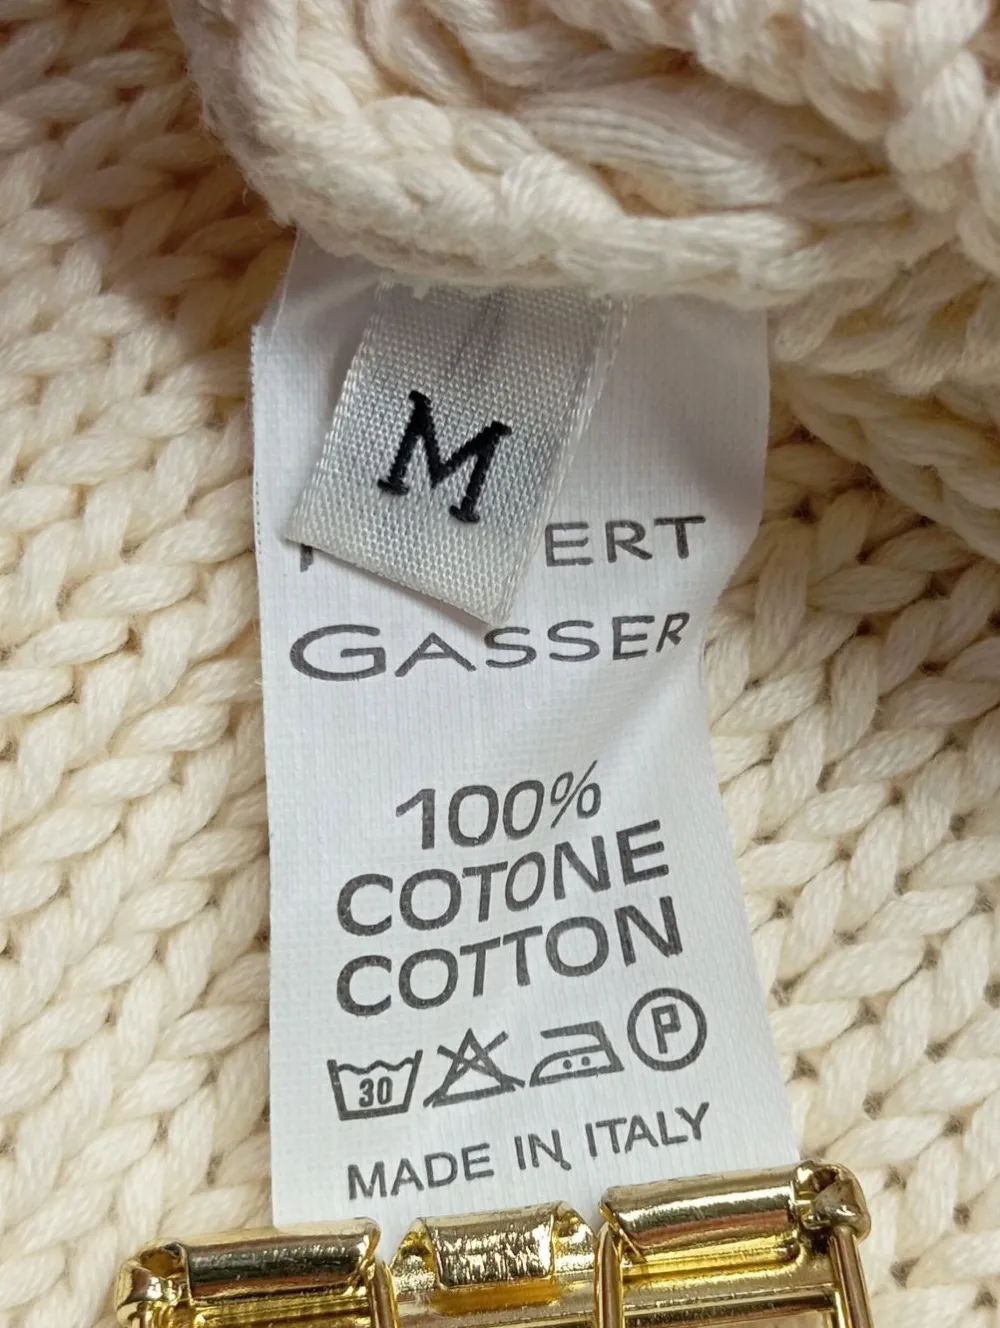 M
ERT
GASSER
100%
COTONE
COTTON
30
P
MADE IN ITALY